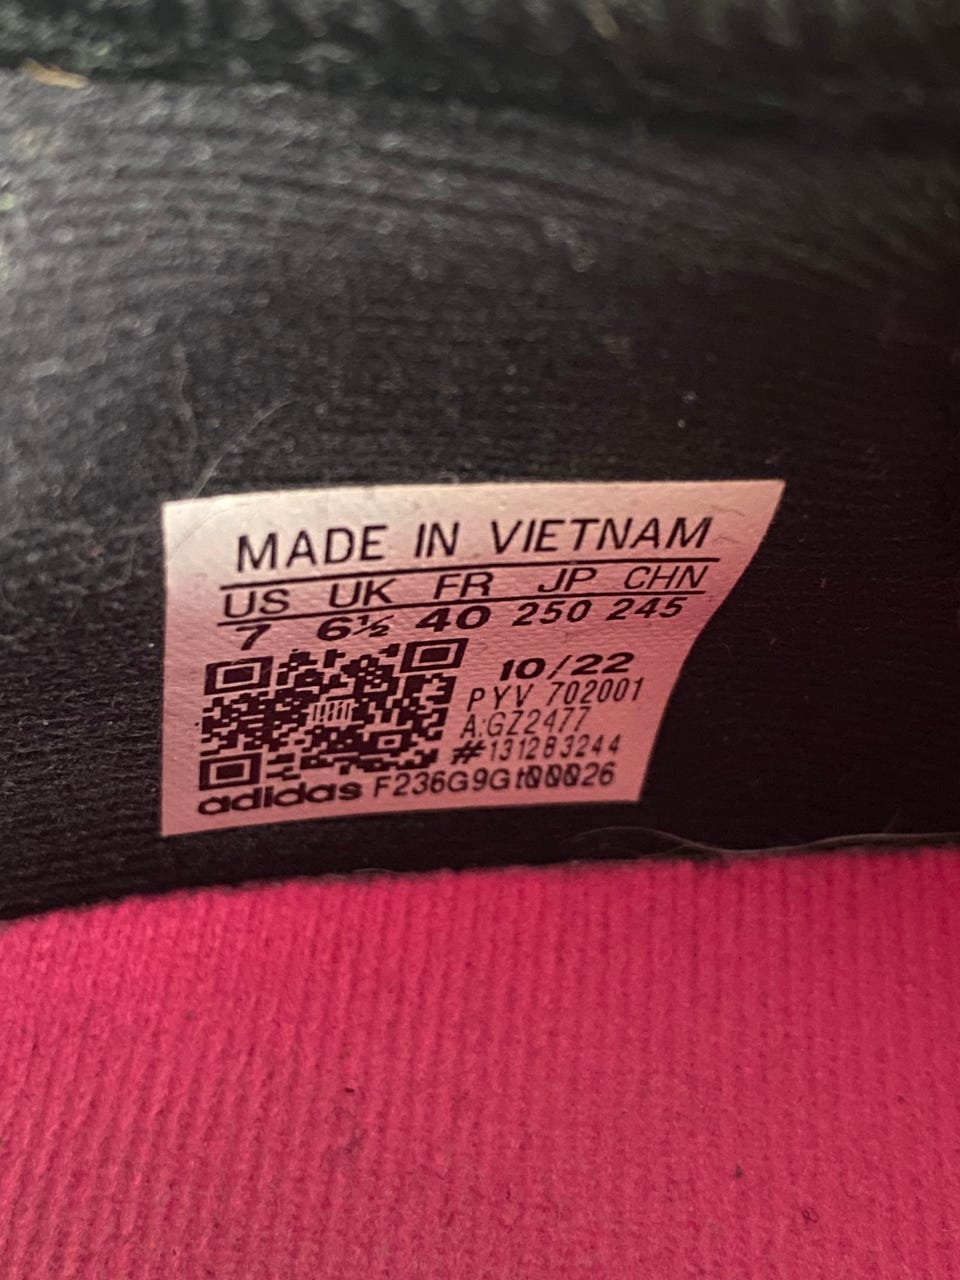 MADE IN VIETNAM
US UK FR JP CHN
7 6½ 40 250 245
10/22
PYV 702001
A:GZ2477
#131283244
adidas F236G9Gt00026